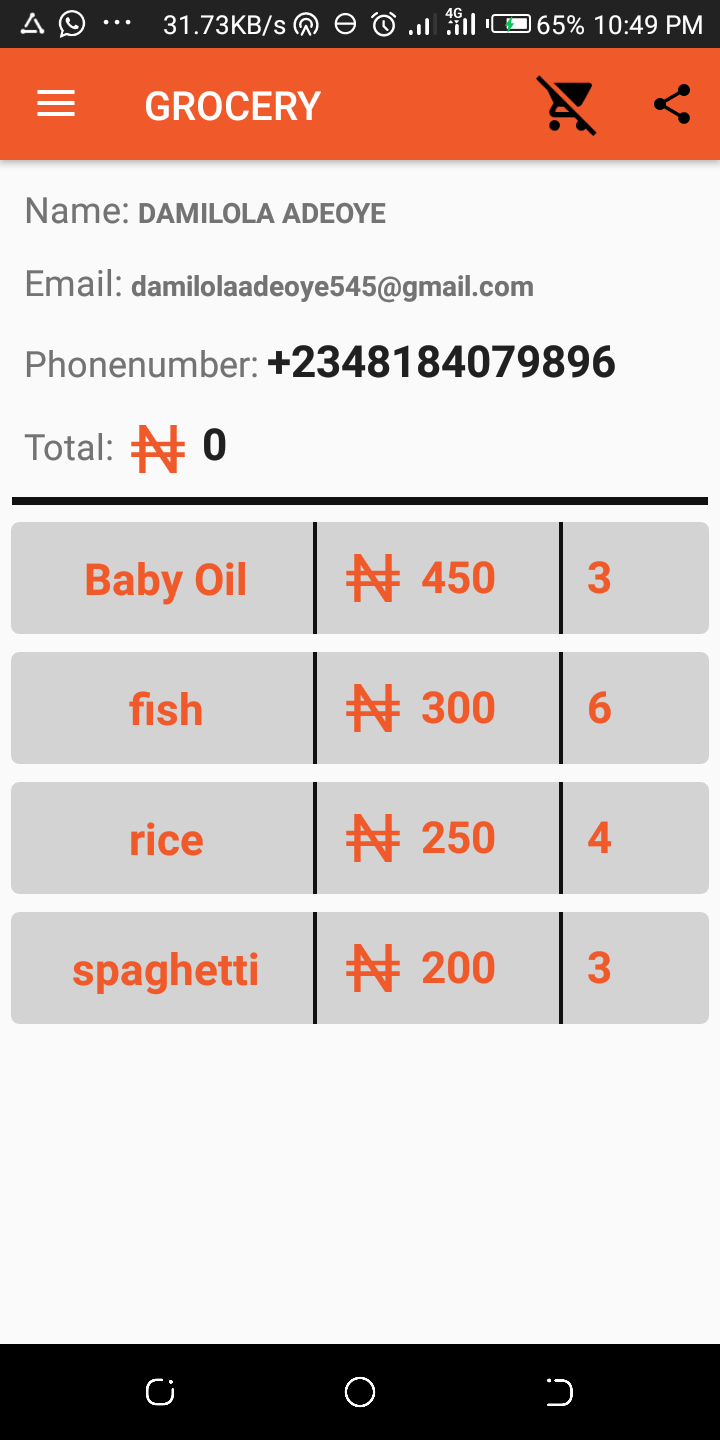 31.73KB/s 4G 65% 10:49 PM
GROCERY
Name: DAMILOLA ADEOYE
Email: damilolaadeoye545@gmail.com
Phonenumber: +2348184079896
Total: ₦ 0
Baby Oil ₦ 450 3
fish ₦ 300 6
rice ₦ 250 4
spaghetti ₦ 200 3